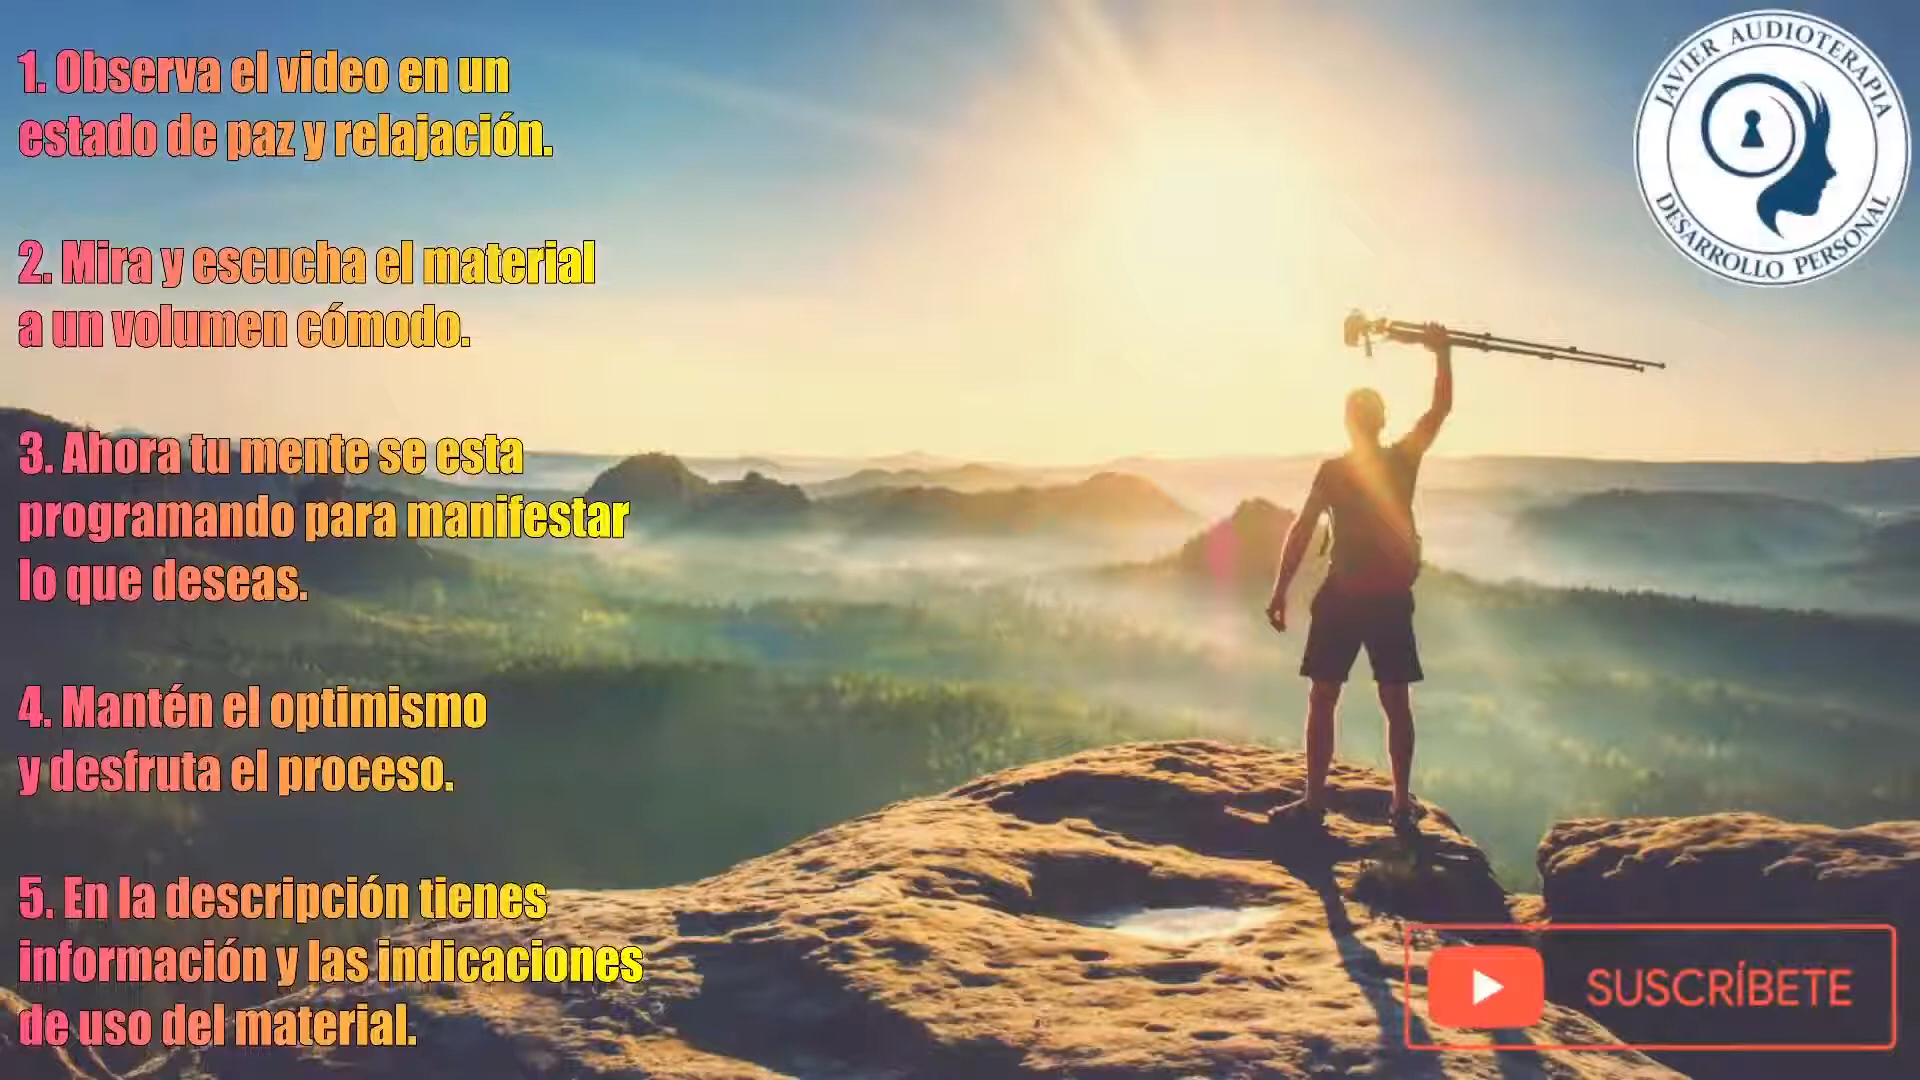 1. Observa el video en un
estado de paz y relajación.
2. Mira y escucha el material
a un volumen cómodo.
3. Ahora tu mente se esta
programando para manifestar
lo que deseas.
4. Mantén el optimismo
y desfruta el proceso.
5. En la descripción tienes
información y las indicaciones
de uso del material.
JAVIER AUDIOTERAPIA
DESARROLLO PERSONAL
SUSCRÍBETE